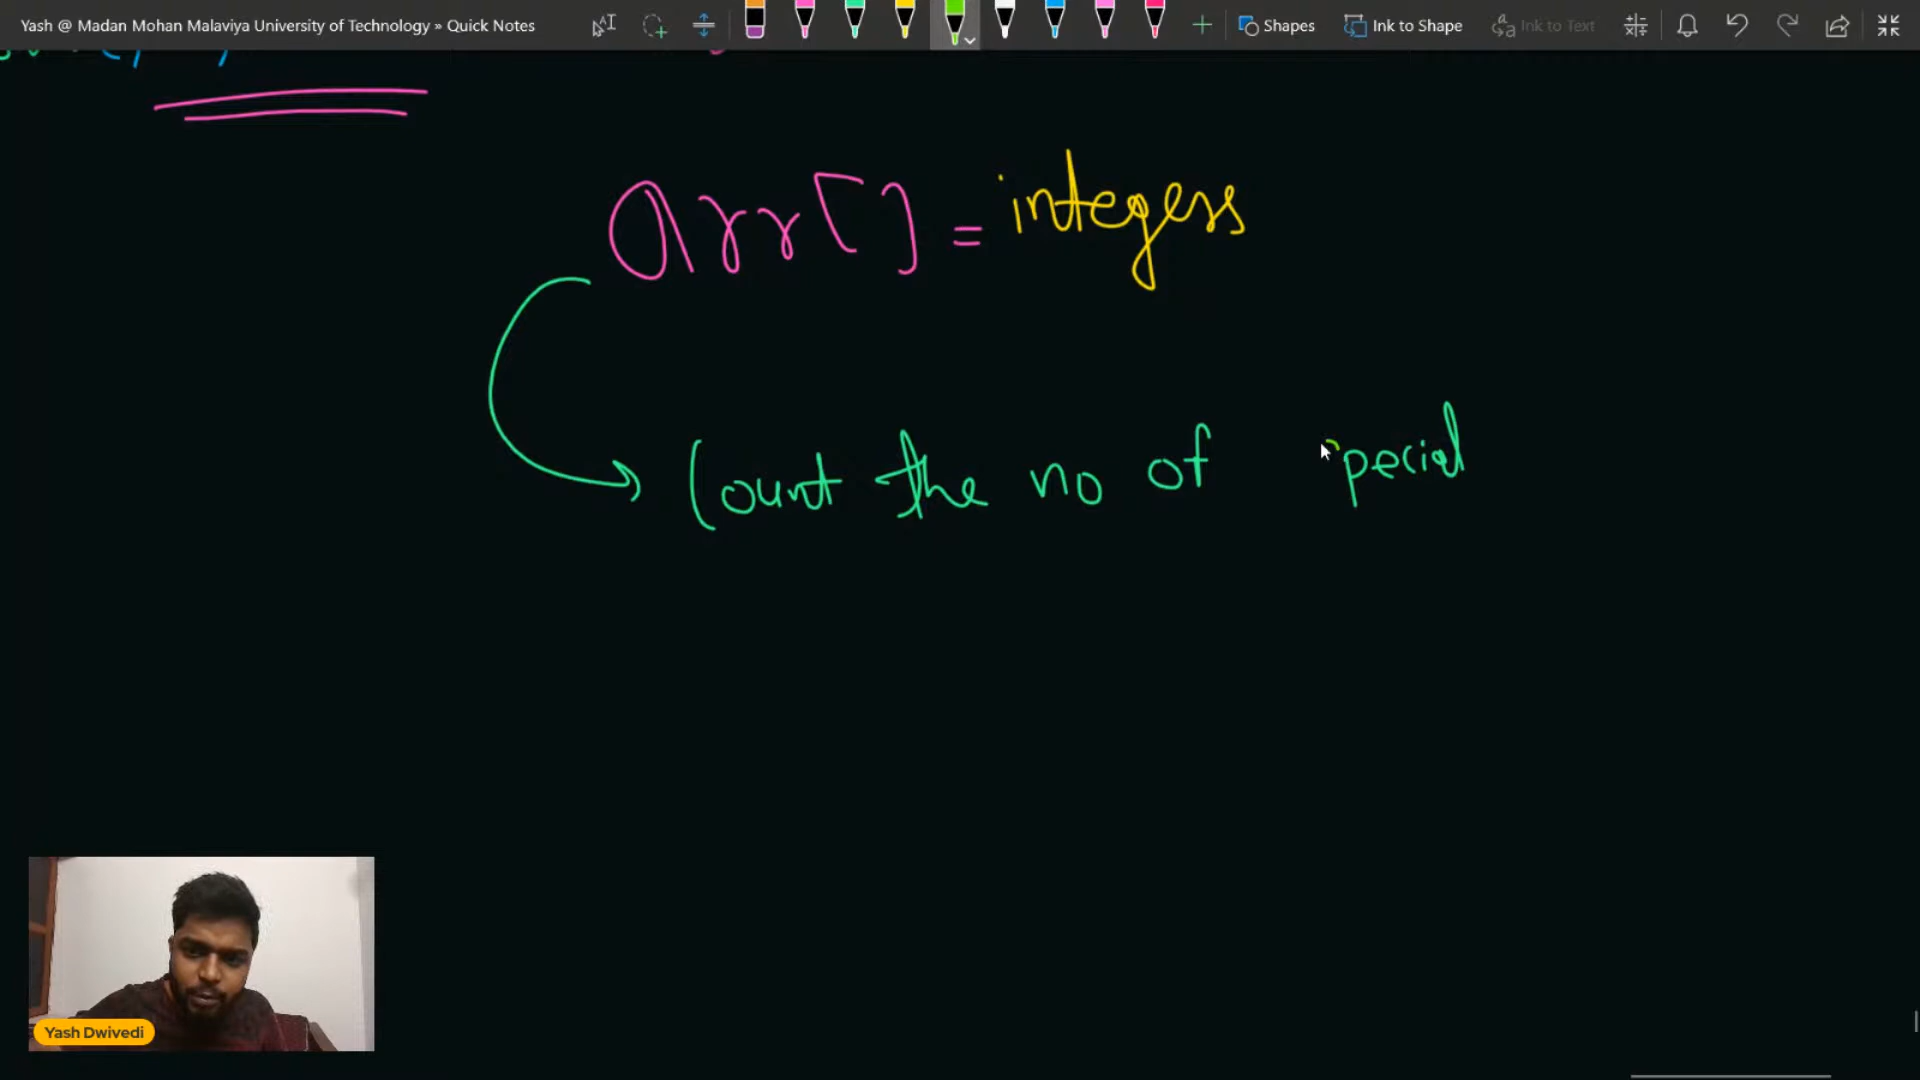 Yash @ Madan Mohan Malaviya University of Technology » Quick Notes
Shapes
Ink to Shape
Ink to Text
arr[] = integers
Count the no of pecial
Yash Dwivedi